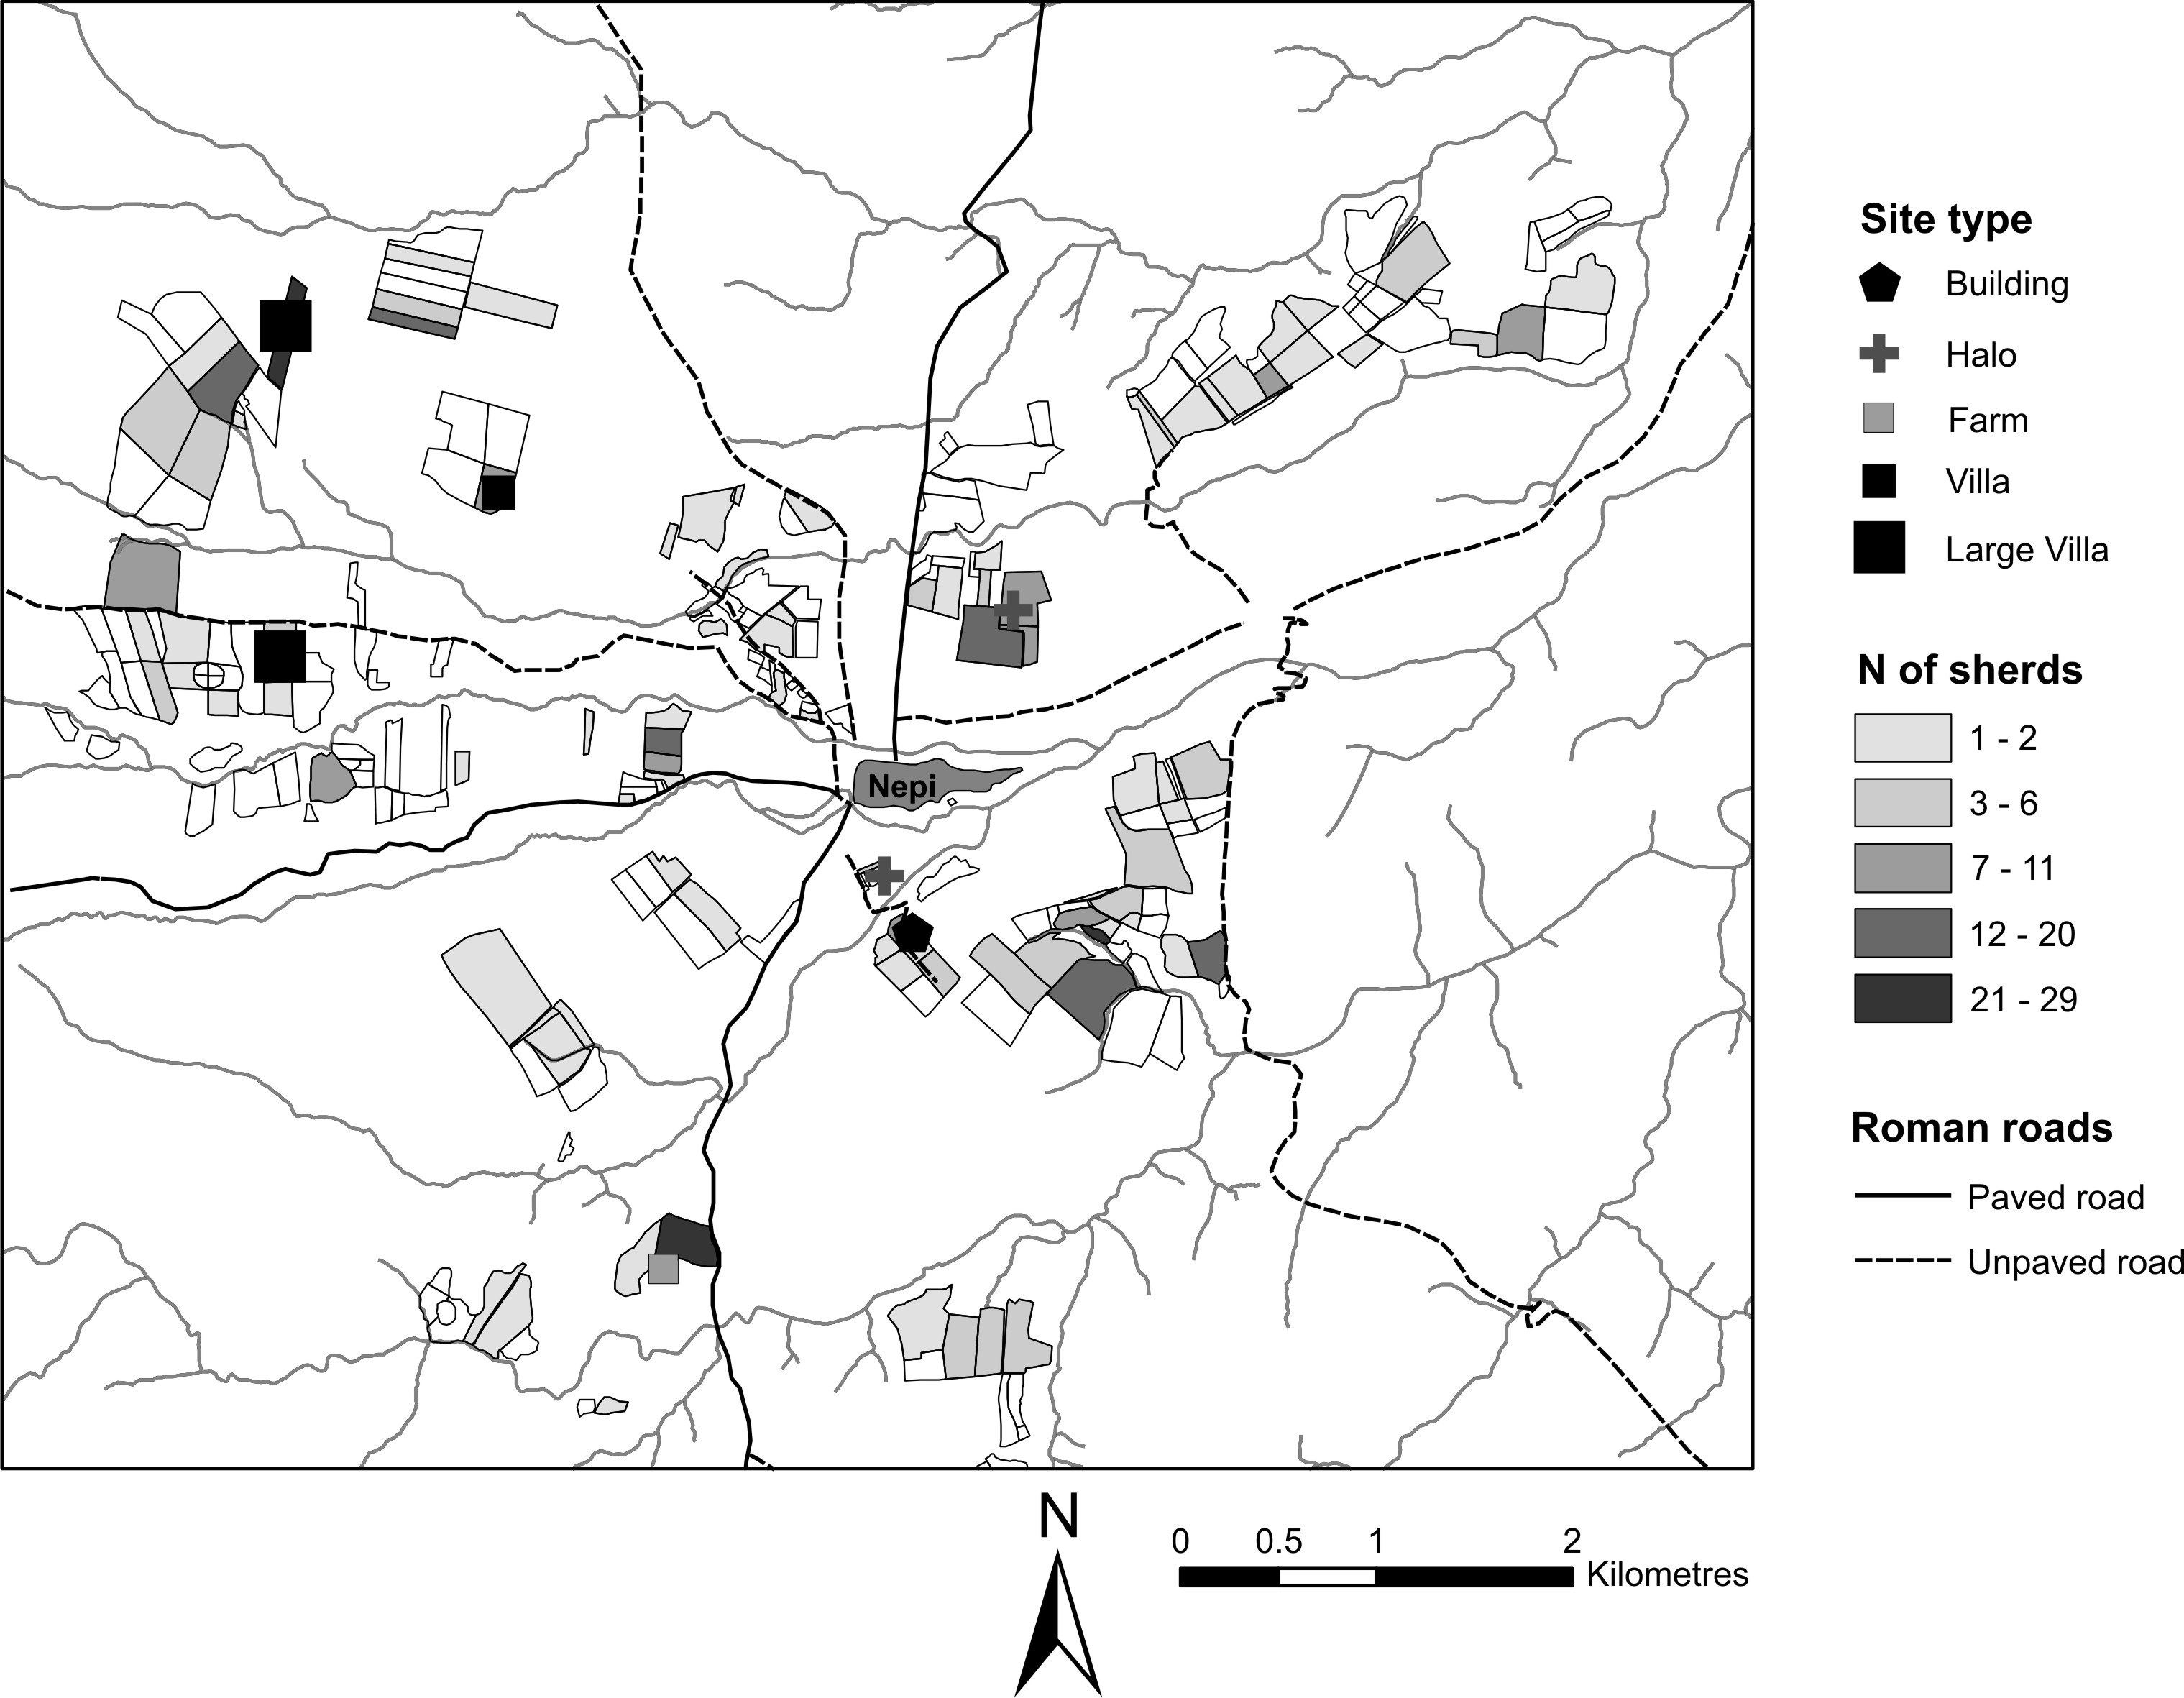 Nepi
Site type
Building
Halo
Farm
Villa
Large Villa
N of sherds
1 - 2
3 - 6
7 - 11
12 - 20
21 - 29
Roman roads
Paved road
Unpaved road
N
0 0.5 1 2
Kilometres